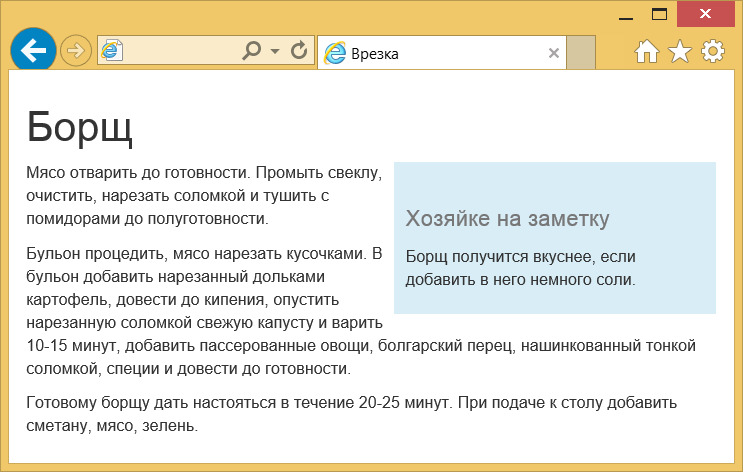 Врезка
Борщ
Мясо отварить до готовности. Промыть свеклу,
очистить, нарезать соломкой и тушить с
помидорами до полуготовности.
Хозяйке на заметку
Борщ получится вкуснее, если
добавить в него немного соли.
Бульон процедить, мясо нарезать кусочками. В
бульон добавить нарезанный дольками
картофель, довести до кипения, опустить
нарезанную соломкой свежую капусту и варить
10-15 минут, добавить пассерованные овощи, болгарский перец, нашинкованный тонкой
соломкой, специи и довести до готовности.
Готовому борщу дать настояться в течение 20-25 минут. При подаче к столу добавить
сметану, мясо, зелень.